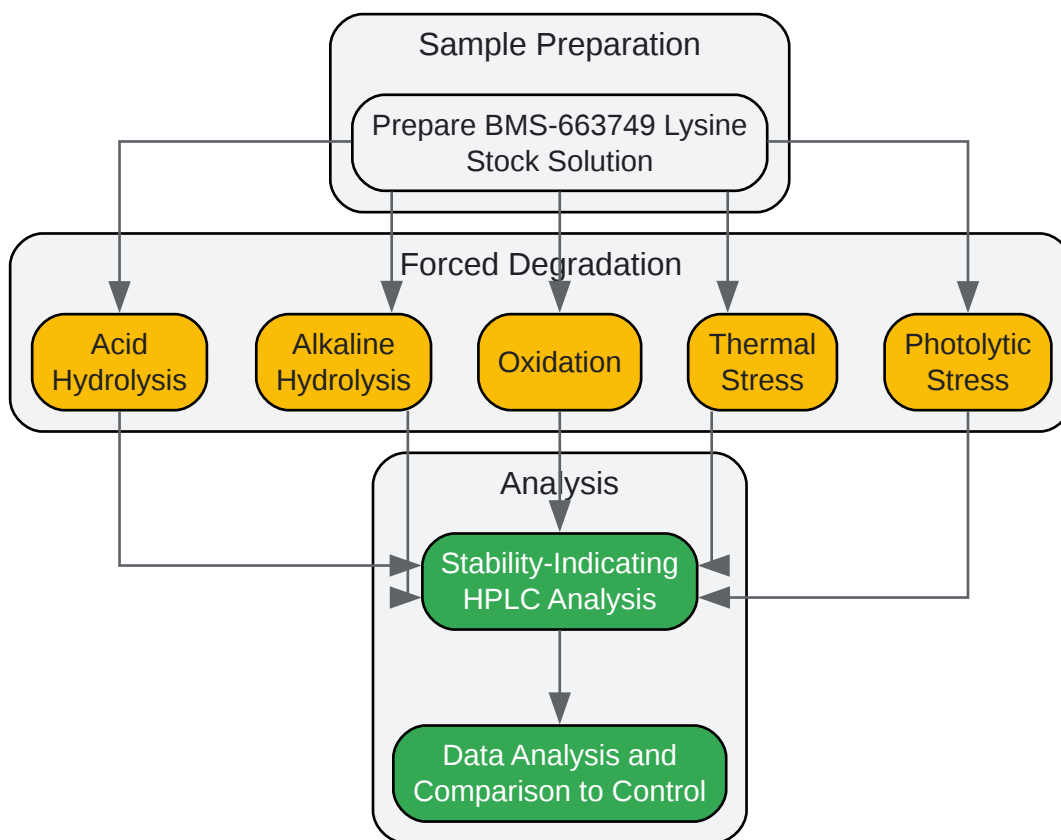 Sample Preparation
Prepare BMS-663749 Lysine
Stock Solution
Forced Degradation
Acid
Hydrolysis
Alkaline
Hydrolysis
Oxidation
Thermal
Stress
Photolytic
Stress
Analysis
Stability-Indicating
HPLC Analysis
Data Analysis and
Comparison to Control